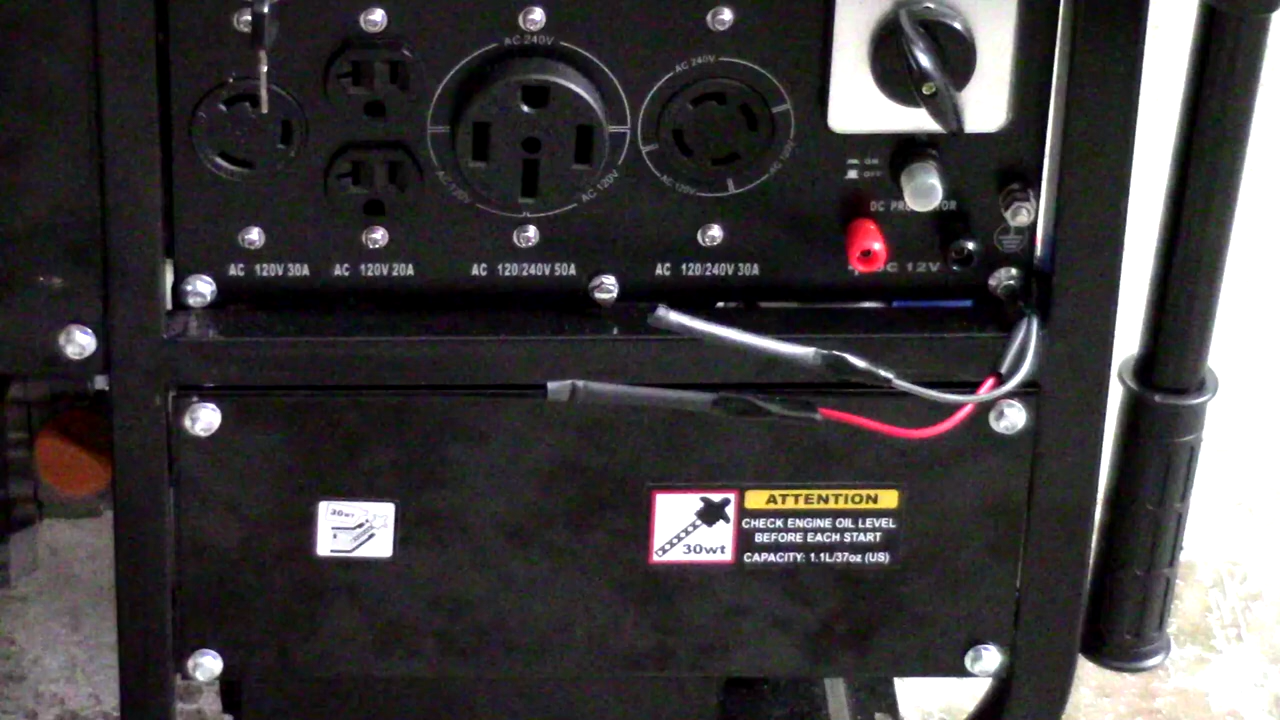 AC 240V
AC 240V
AC 120V
AC 120V
AC 120V
AC 120V
ON
OFF
DC PROTECTOR
AC 120V 30A
AC 120V 20A
AC 120/240V 50A
AC 120/240V 30A
+ DC 12V
30WT
30wt
ATTENTION
CHECK ENGINE OIL LEVEL
BEFORE EACH START
CAPACITY: 1.1L/37oz (US)